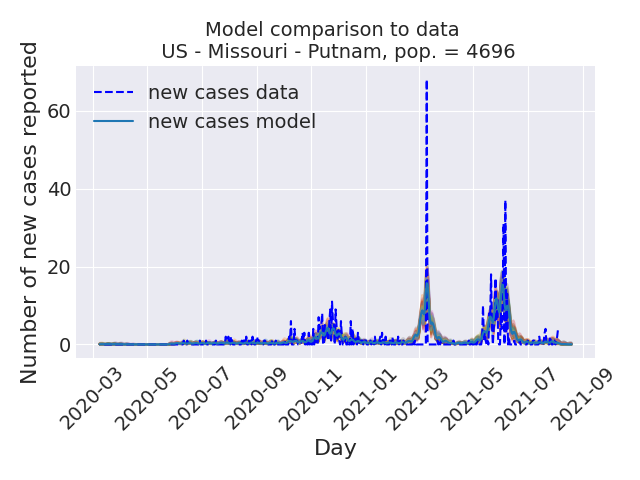 Model comparison to data
US - Missouri - Putnam, pop. = 4696
Number of new cases reported
60
40
20
0
new cases data
new cases model
2020-03
2020-05
2020-07
2020-09
2020-11
2021-01
2021-03
2021-05
2021-07
2021-09
Day